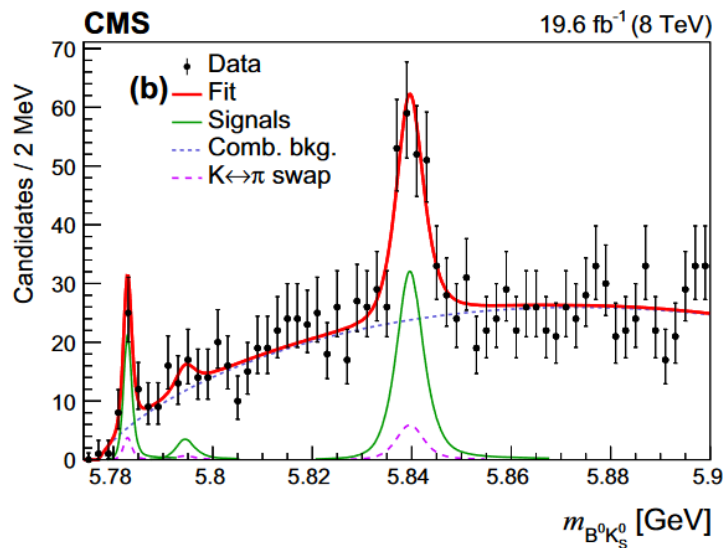 CMS 19.6 fb⁻¹ (8 TeV)
Candidates / 2 MeV
70
60
50
40
30
20
10
0
(b)
Data
Fit
Signals
Comb. bkg.
K↔π swap
5.78 5.8 5.82 5.84 5.86 5.88 5.9
m_{B⁰K_S⁰} [GeV]